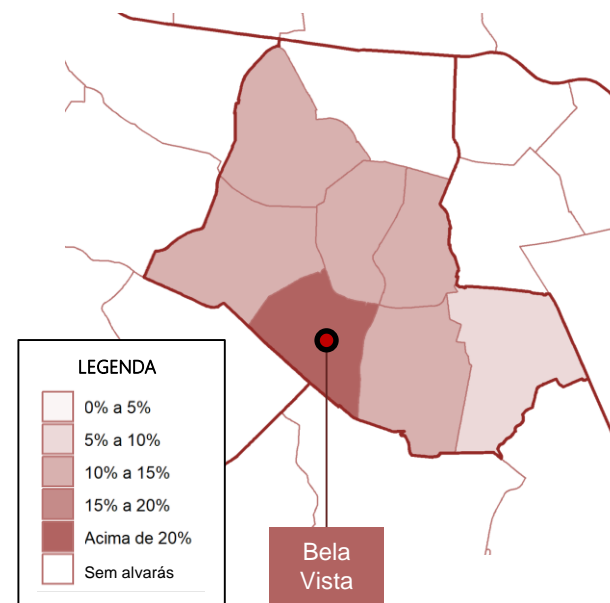 LEGENDA
0% a 5%
5% a 10%
10% a 15%
15% a 20%
Acima de 20%
Sem alvarás
Bela
Vista